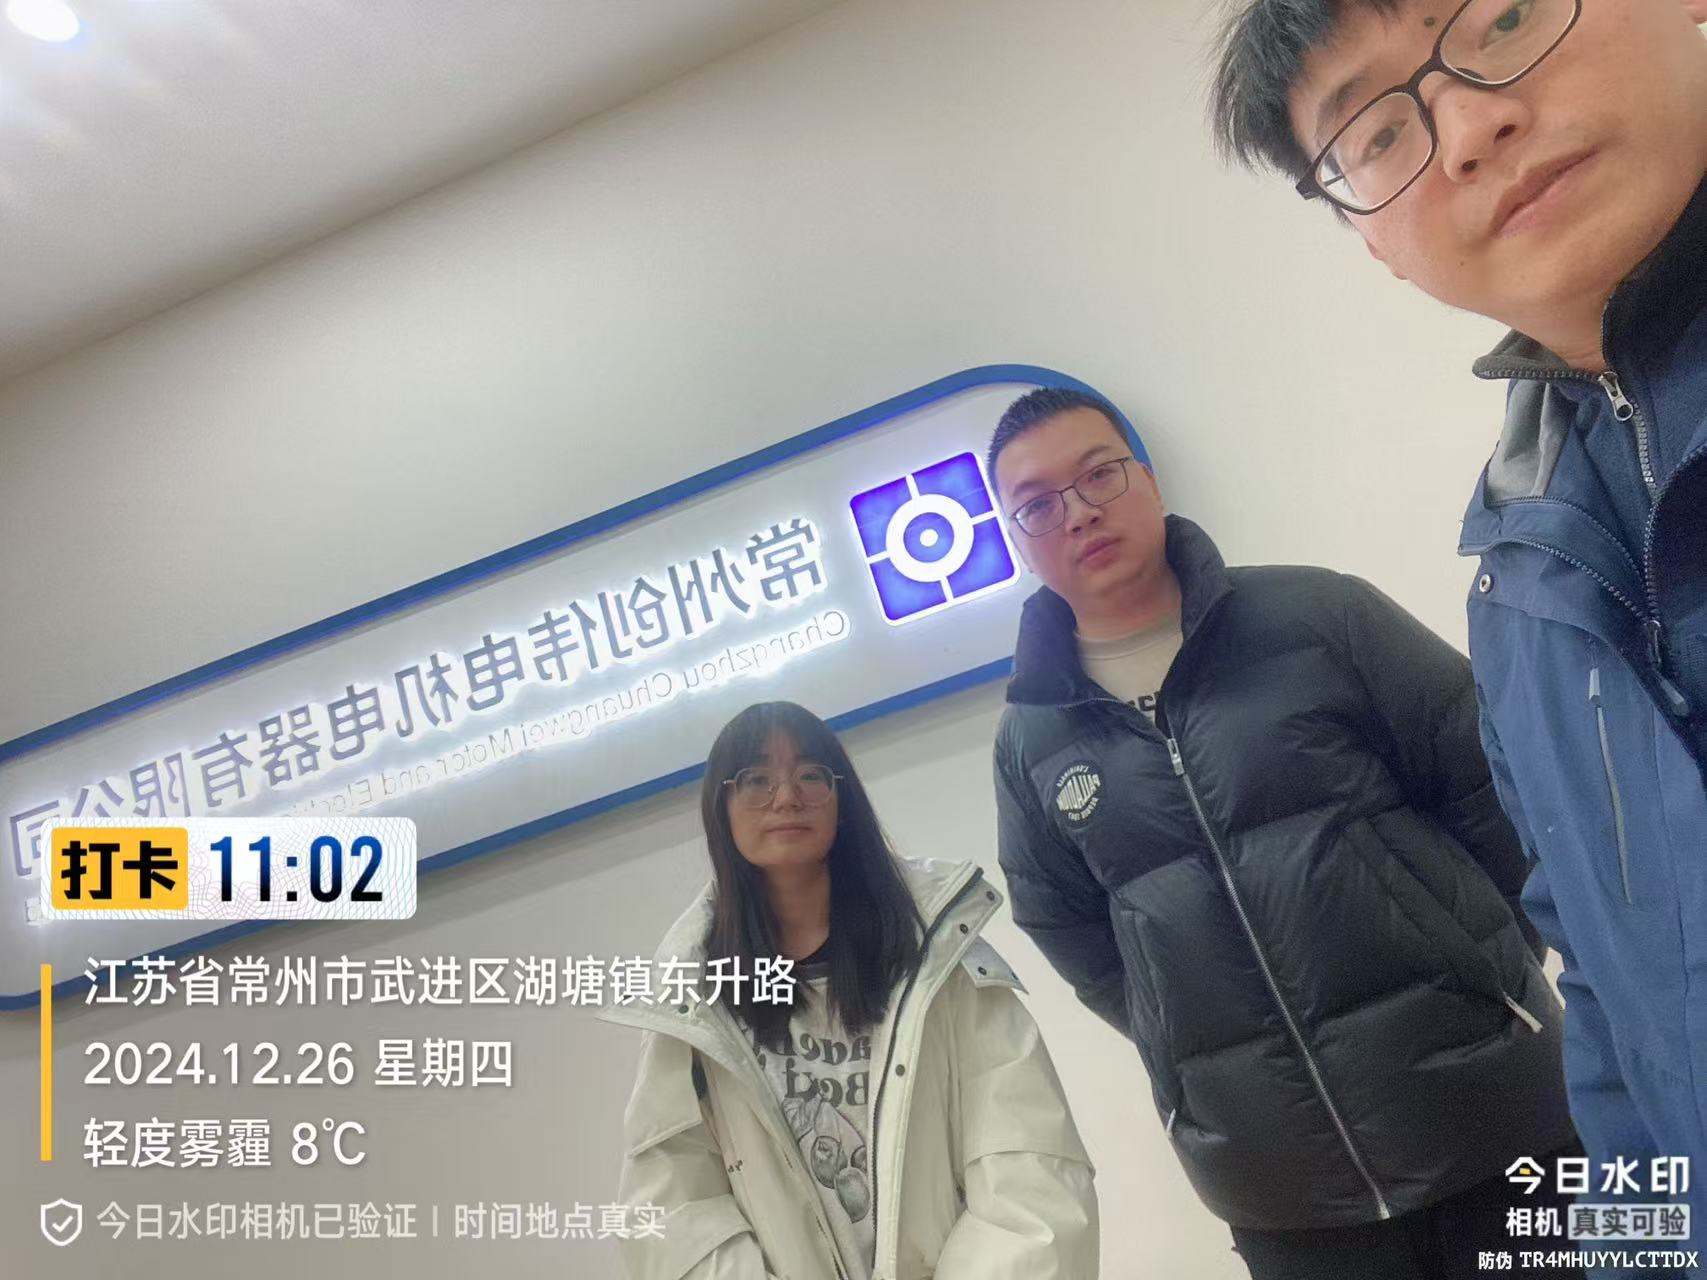 常州创伟电机电器有限公司
Changzhou Chuangwei Motor and Elect
PALLADIUM
打卡 11:02
江苏省常州市武进区湖塘镇东升路
2024.12.26 星期四
轻度雾霾 8℃
今日水印相机已验证 | 时间地点真实
今日水印
相机 真实可验
防伪 TR4MHUYYLCTTDX